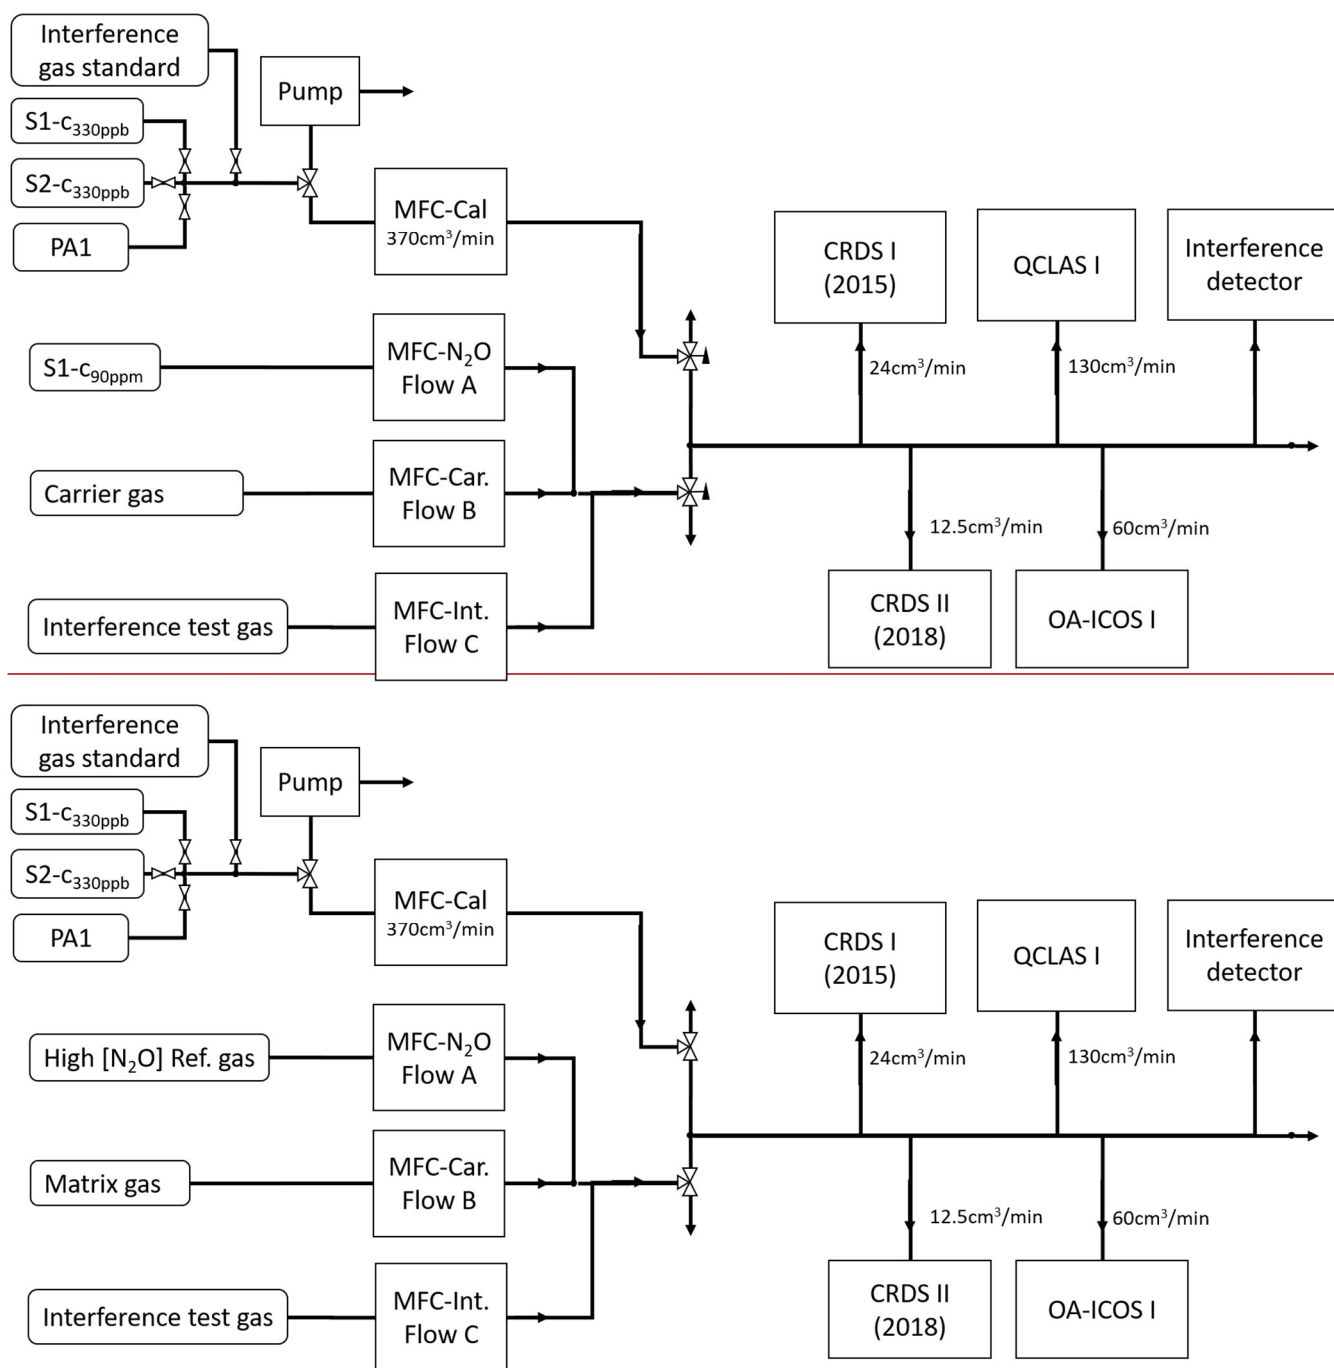 Interference
gas standard
Pump
S1-c330ppb
S2-c330ppb
PA1
MFC-Cal
370cm³/min
CRDS I
(2015)
QCLAS I
Interference
detector
S1-c90ppm
MFC-N₂O
Flow A
24cm³/min
130cm³/min
Carrier gas
MFC-Car.
Flow B
12.5cm³/min
60cm³/min
Interference test gas
MFC-Int.
Flow C
CRDS II
(2018)
OA-ICOS I
Interference
gas standard
Pump
S1-c330ppb
S2-c330ppb
PA1
MFC-Cal
370cm³/min
CRDS I
(2015)
QCLAS I
Interference
detector
High [N₂O] Ref. gas
MFC-N₂O
Flow A
24cm³/min
130cm³/min
Matrix gas
MFC-Car.
Flow B
12.5cm³/min
60cm³/min
Interference test gas
MFC-Int.
Flow C
CRDS II
(2018)
OA-ICOS I